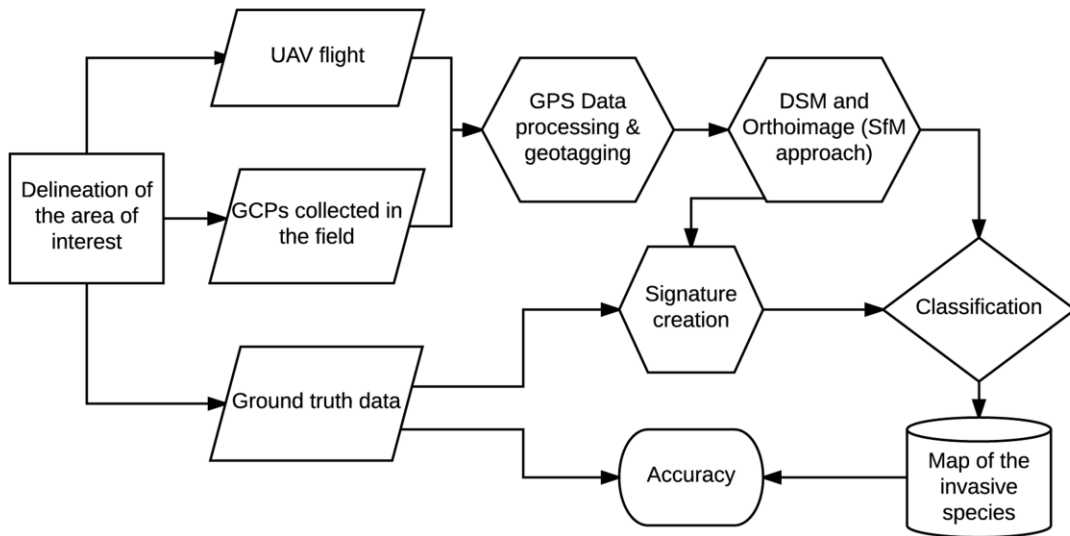 UAV flight
GPS Data
processing &
geotagging
DSM and
Orthoimage (SfM
approach)
Delineation of
the area of
interest
GCPs collected in
the field
Signature
creation
Classification
Ground truth data
Accuracy
Map of the
invasive
species